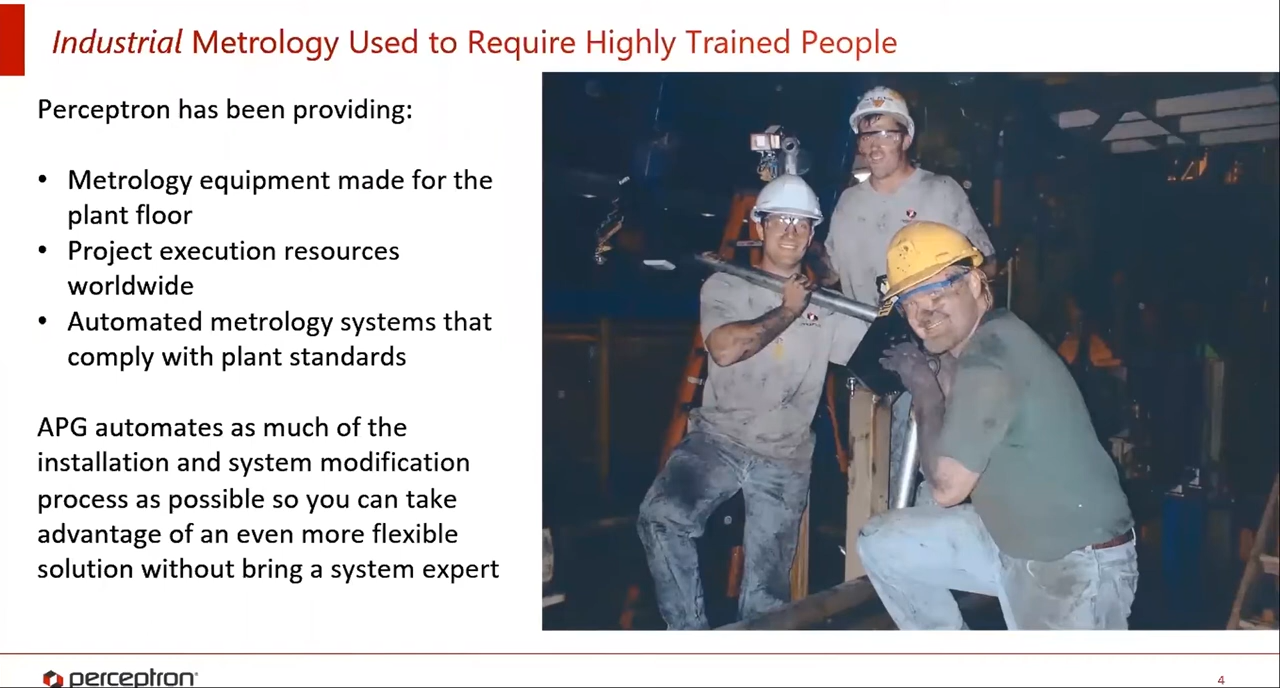 Industrial Metrology Used to Require Highly Trained People
Perceptron has been providing:
• Metrology equipment made for the
plant floor
• Project execution resources
worldwide
• Automated metrology systems that
comply with plant standards
APG automates as much of the
installation and system modification
process as possible so you can take
advantage of an even more flexible
solution without bring a system expert
perceptron
4